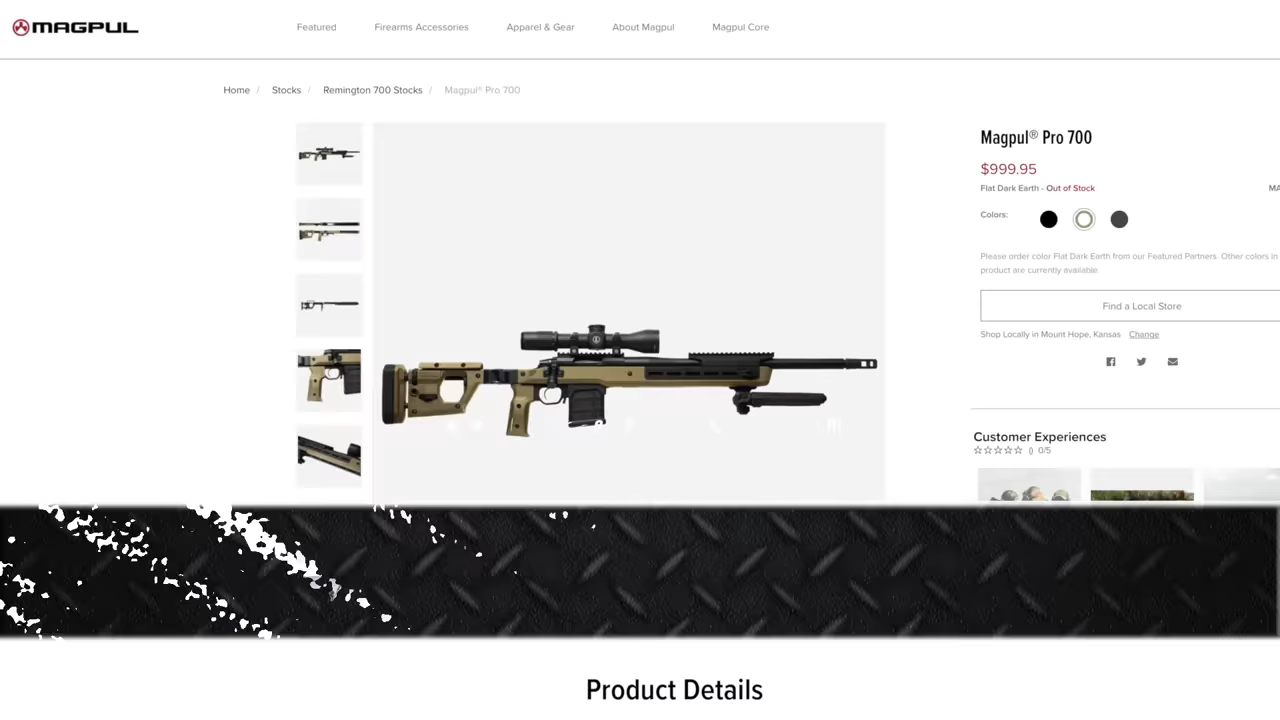 MAGPUL
Featured
Firearms Accessories
Apparel & Gear
About Magpul
Magpul Core
Home / Stocks / Remington 700 Stocks / Magpul® Pro 700
Magpul® Pro 700
$999.95
Flat Dark Earth - Out of Stock
MA
Colors:
Please order color Flat Dark Earth from our Featured Partners. Other colors in
product are currently available
Find a Local Store
Shop Locally in Mount Hope, Kansas Change
Customer Experiences
() 0/5
Product Details